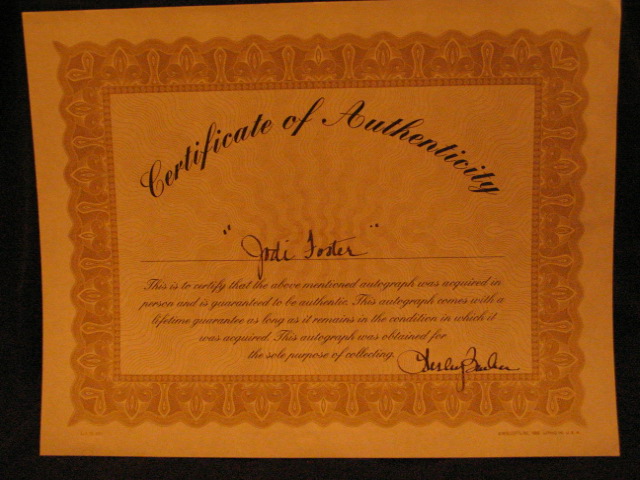 Certificate of Authenticity
" Jodi Foster "
This is to certify that the above mentioned autograph was acquired in
person and is guaranteed to be authentic. This autograph comes with a
lifetime guarantee as long as it remains in the condition in which it
was acquired. This autograph was obtained for
the sole purpose of collecting.